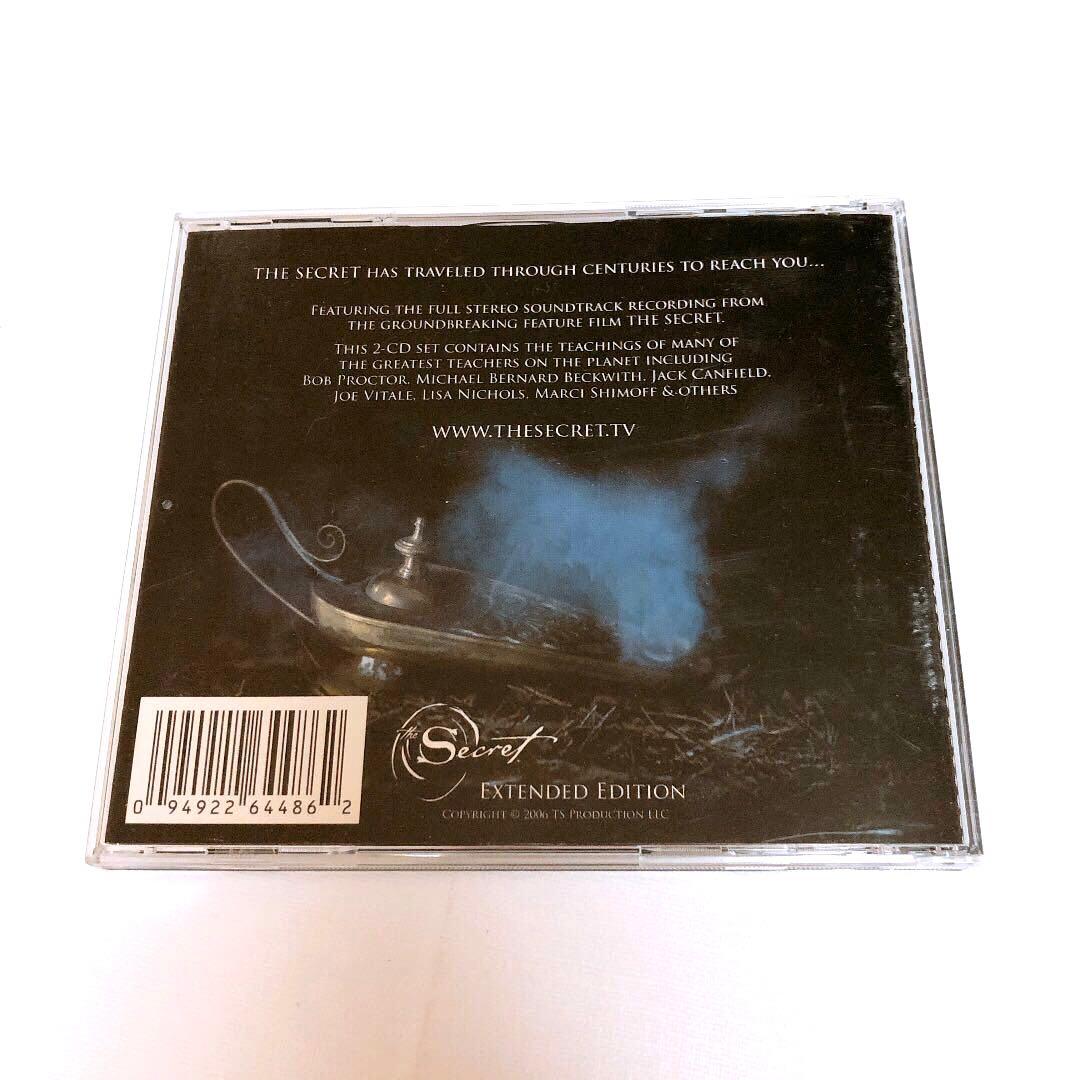 THE SECRET HAS TRAVELED THROUGH CENTURIES TO REACH YOU...
FEATURING THE FULL STEREO SOUNDTRACK RECORDING FROM
THE GROUNDBREAKING FEATURE FILM THE SECRET.
THIS 2-CD SET CONTAINS THE TEACHINGS OF MANY OF
THE GREATEST TEACHERS ON THE PLANET INCLUDING
BOB PROCTOR, MICHAEL BERNARD BECKWITH, JACK CANFIELD,
JOE VITALE, LISA NICHOLS, MARCI SHIMOFF & OTHERS
WWW.THESECRET.TV
the Secret
EXTENDED EDITION
COPYRIGHT © 2006 TS PRODUCTION LLC
0 94922 64486 2